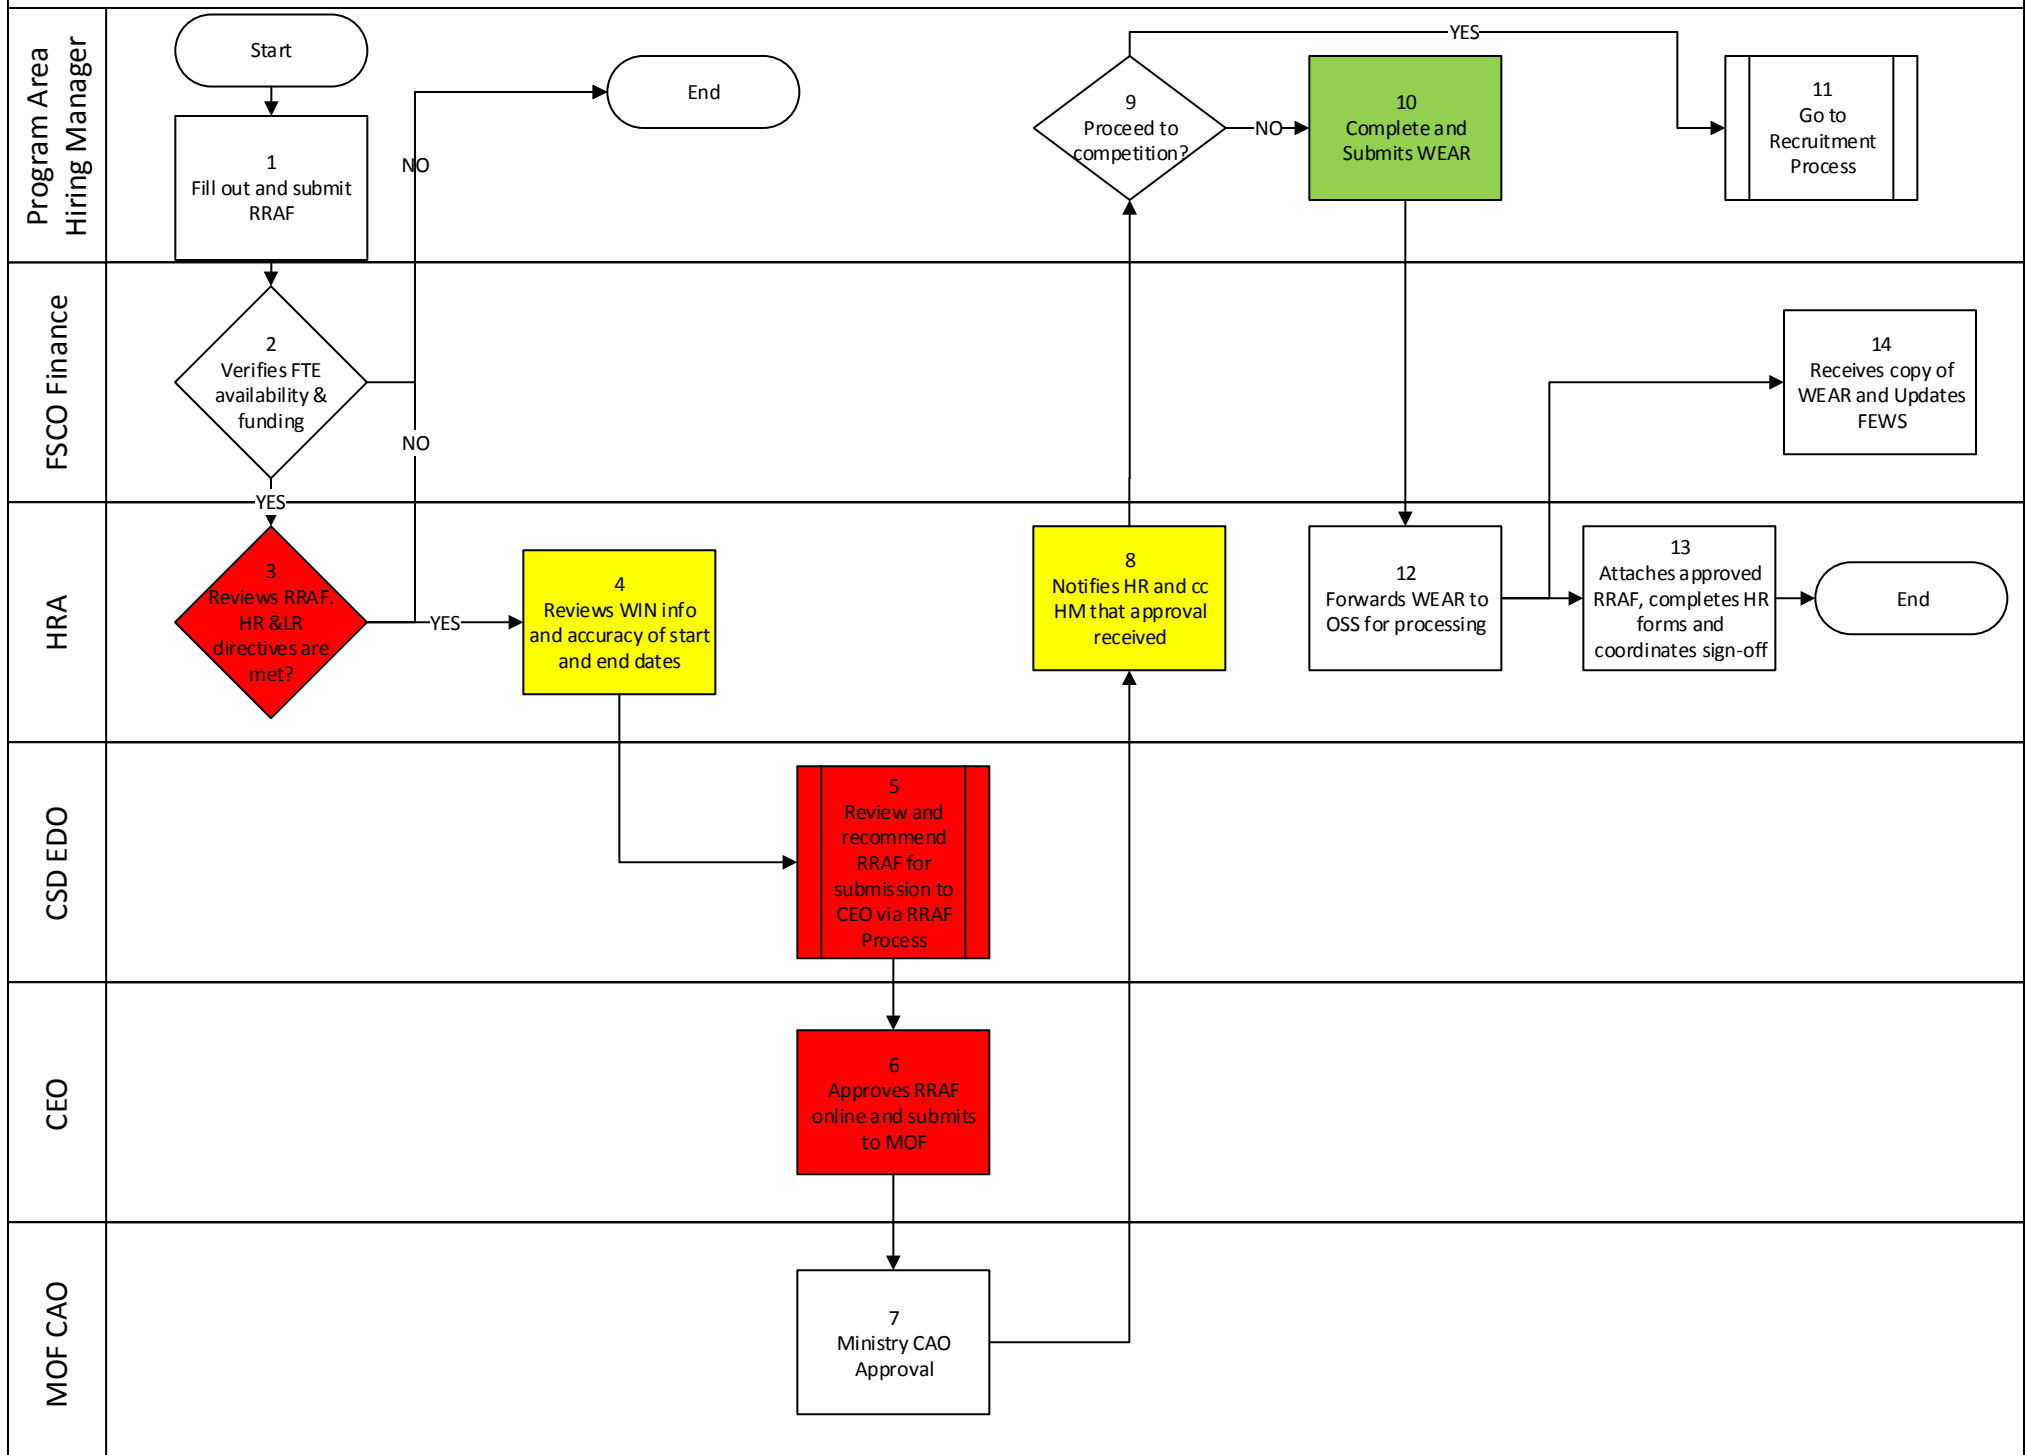 Program Area
Hiring Manager
Start
1
Fill out and submit
RRAF
NO
End
9
Proceed to
competition?
YES
NO
10
Complete and
Submits WEAR
11
Go to
Recruitment
Process
FSCO Finance
2
Verifies FTE
availability &
funding
NO
YES
14
Receives copy of
WEAR and Updates
FEWS
HRA
3
Reviews RRAF.
HR &LR
directives are
met?
YES
4
Reviews WIN info
and accuracy of start
and end dates
8
Notifies HR and cc
HM that approval
received
12
Forwards WEAR to
OSS for processing
13
Attaches approved
RRAF, completes HR
forms and
coordinates sign-off
End
CSD EDO
5
Review and
recommend
RRAF for
submission to
CEO via RRAF
Process
CEO
6
Approves RRAF
online and submits
to MOF
MOF CAO
7
Ministry CAO
Approval